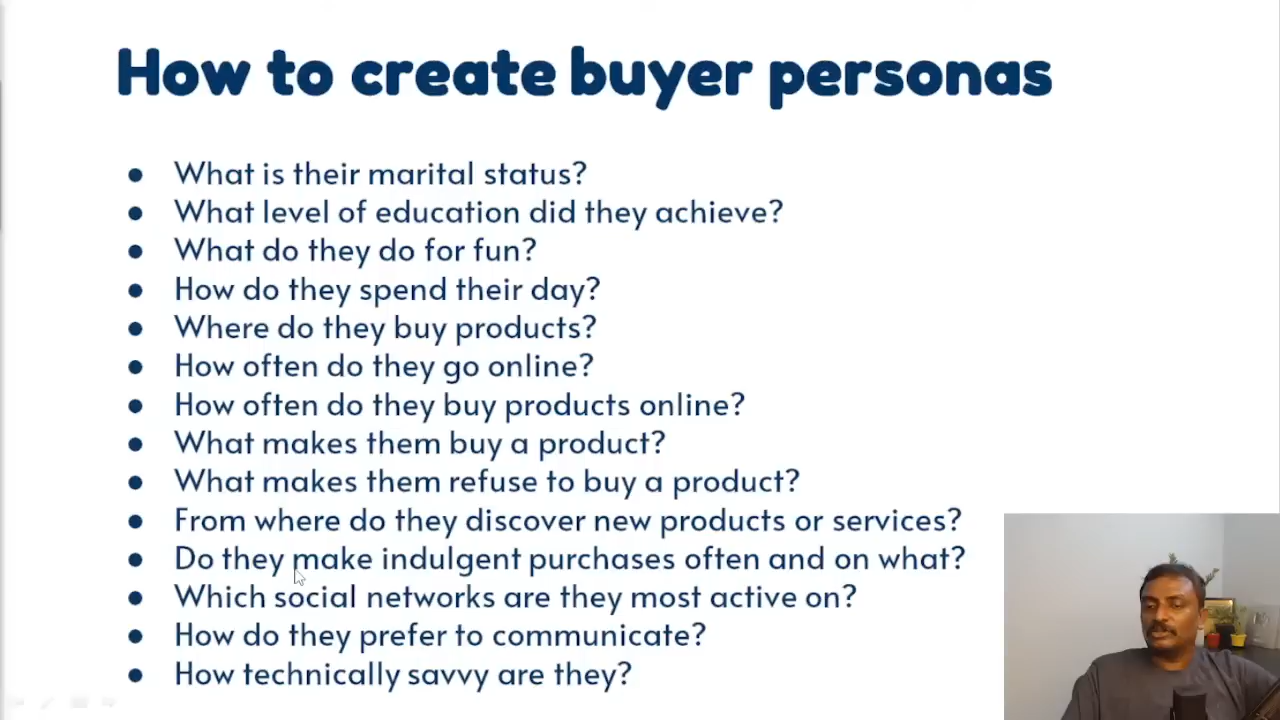 How to create buyer personas
● What is their marital status?
● What level of education did they achieve?
● What do they do for fun?
● How do they spend their day?
● Where do they buy products?
● How often do they go online?
● How often do they buy products online?
● What makes them buy a product?
● What makes them refuse to buy a product?
● From where do they discover new products or services?
● Do they make indulgent purchases often and on what?
● Which social networks are they most active on?
● How do they prefer to communicate?
● How technically savvy are they?